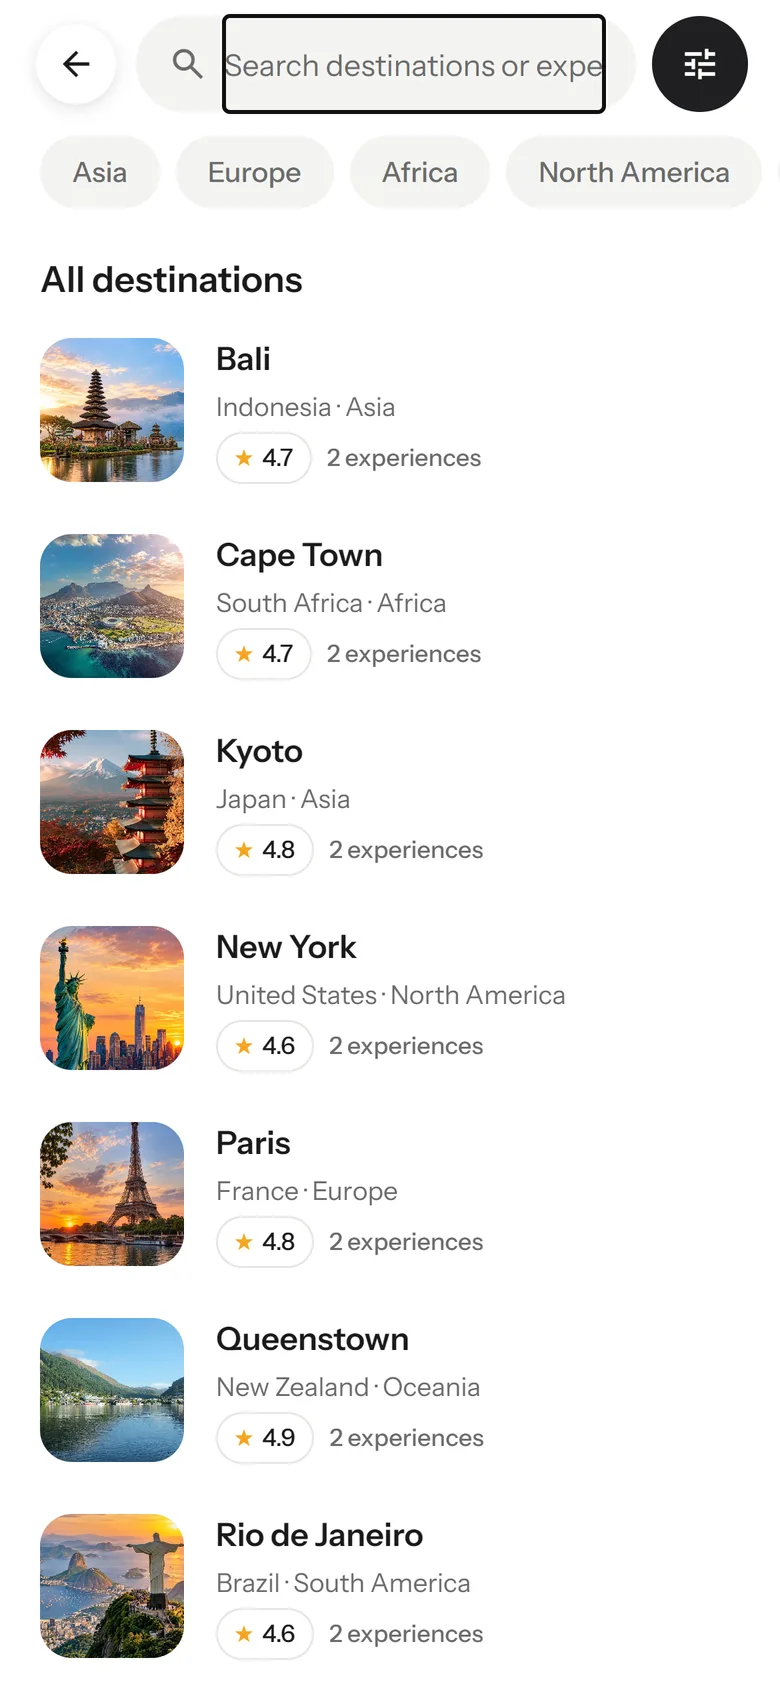 Search destinations or expe
Asia
Europe
Africa
North America
All destinations
Bali
Indonesia · Asia
4.7
2 experiences
Cape Town
South Africa · Africa
4.7
2 experiences
Kyoto
Japan · Asia
4.8
2 experiences
New York
United States · North America
4.6
2 experiences
Paris
France · Europe
4.8
2 experiences
Queenstown
New Zealand · Oceania
4.9
2 experiences
Rio de Janeiro
Brazil · South America
4.6
2 experiences